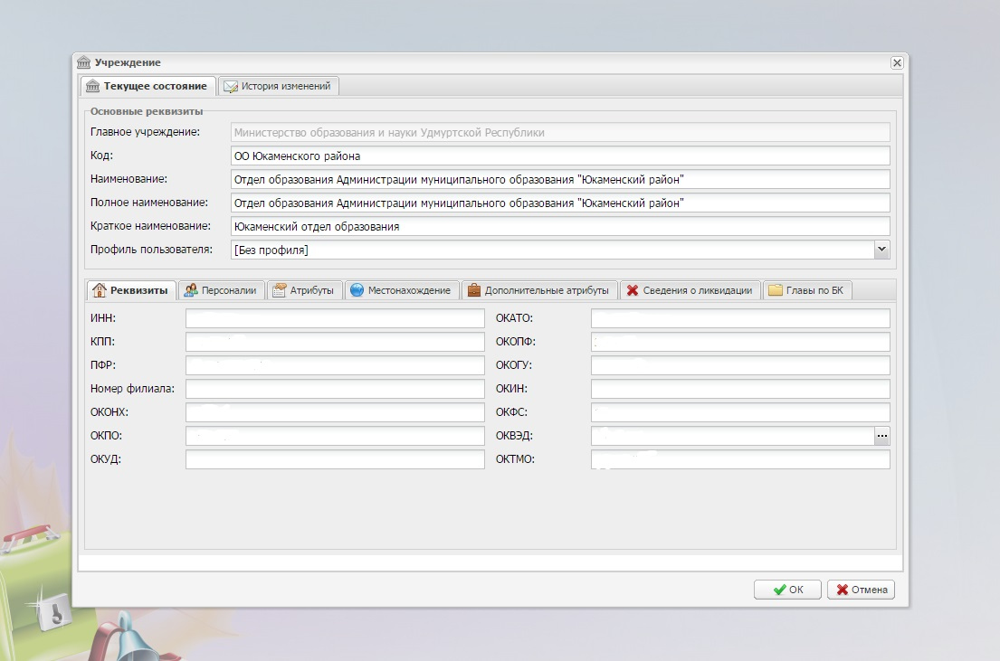 Учреждение
Текущее состояние
История изменений
Основные реквизиты
Главное учреждение: Министерство образования и науки Удмуртской Республики
Код: ОО Юкаменского района
Наименование: Отдел образования Администрации муниципального образования "Юкаменский район"
Полное наименование: Отдел образования Администрации муниципального образования "Юкаменский район"
Краткое наименование: Юкаменский отдел образования
Профиль пользователя: [Без профиля]
Реквизиты Персоналии Атрибуты Местонахождение Дополнительные атрибуты Сведения о ликвидации Главы по БК
ИНН: ОКАТО:
КПП: ОКОПФ:
ПФР: ОКОГУ:
Номер филиала: ОКИН:
ОКОНХ: ОКФС:
ОКПО: ОКВЭД: ...
ОКУД: ОКТМО:
ОК Отмена